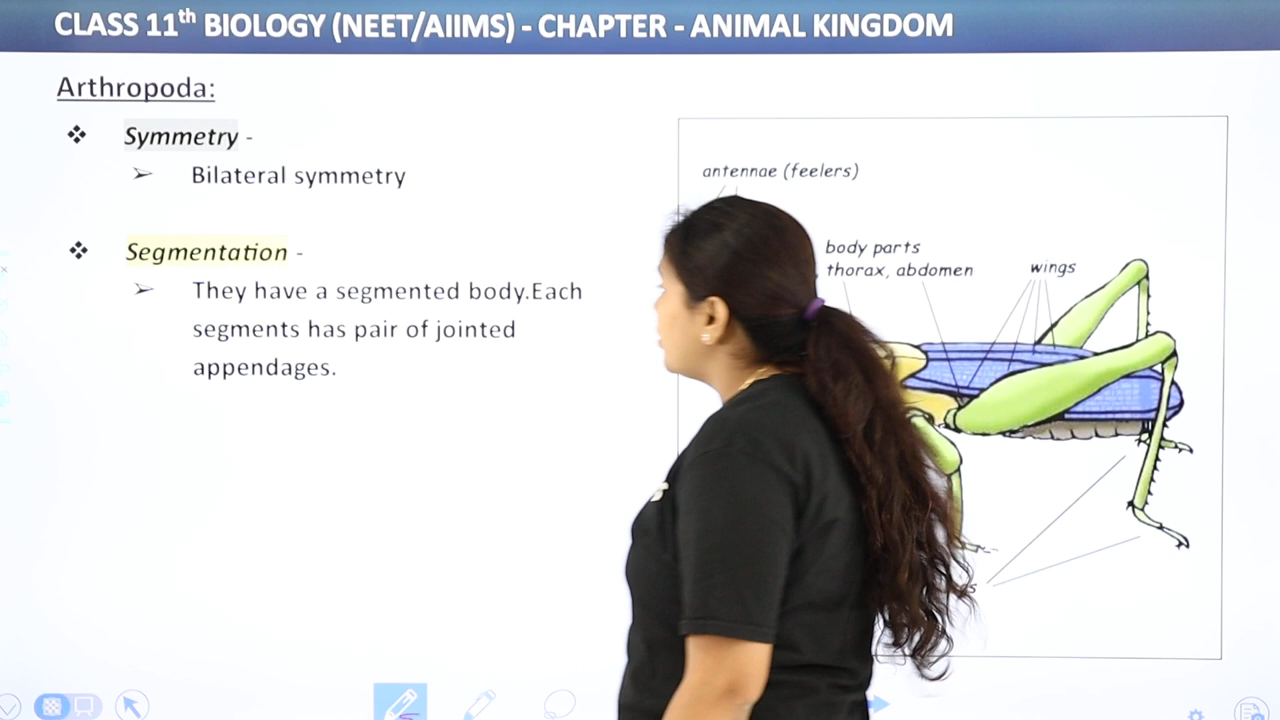 CLASS 11th BIOLOGY (NEET/AIIMS) - CHAPTER - ANIMAL KINGDOM
Arthropoda:
❖ Symmetry -
➢ Bilateral symmetry
❖ Segmentation -
➢ They have a segmented body.Each
segments has pair of jointed
appendages.
antennae (feelers)
body parts
thorax, abdomen
wings